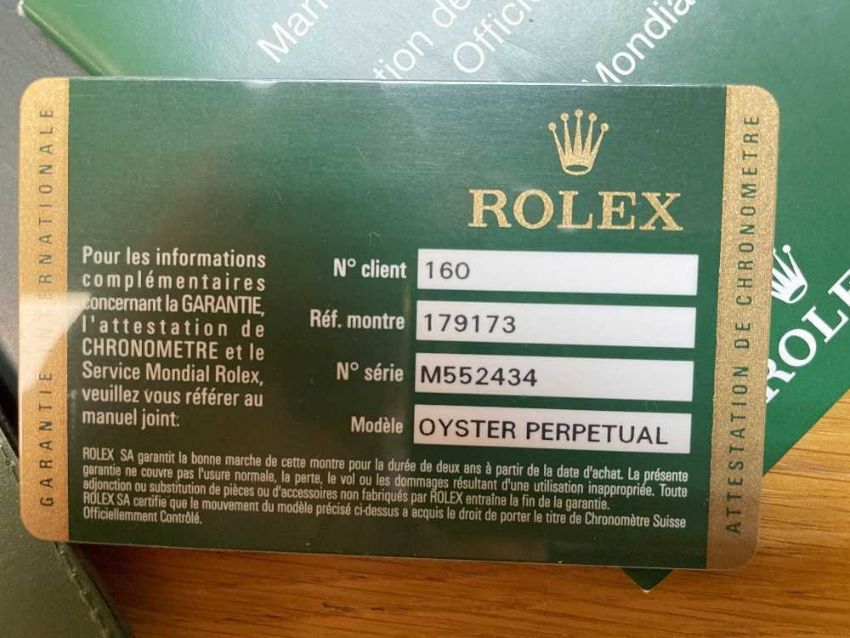 Mondia
Offici
ROLEX
GARANTIE
ATTESTATION DE CHRONOMETRE
Pour les informations
complémentaires
concernant la GARANTIE,
l'attestation de
CHRONOMETRE et le
Service Mondial Rolex,
veuillez vous référer au
manuel joint:
N° client 160
Réf. montre 179173
N° série M552434
Modèle OYSTER PERPETUAL
ROLEX SA garantit la bonne marche de cette montre pour la durée de deux ans à partir de la date d'achat. La présente
garantie ne couvre pas l'usure normale, la perte, le vol ou les dommages résultant d'une utilisation inappropriée. Toute
adjonction ou substitution de pièces ou d'accessoires non fabriqués par ROLEX entraîne la fin de la garantie.
ROLEX SA certifie que le mouvement du modèle précisé ci-dessus a acquis le droit de porter le titre de Chronomètre Suisse
Officiellement Contrôlé.
ROLE